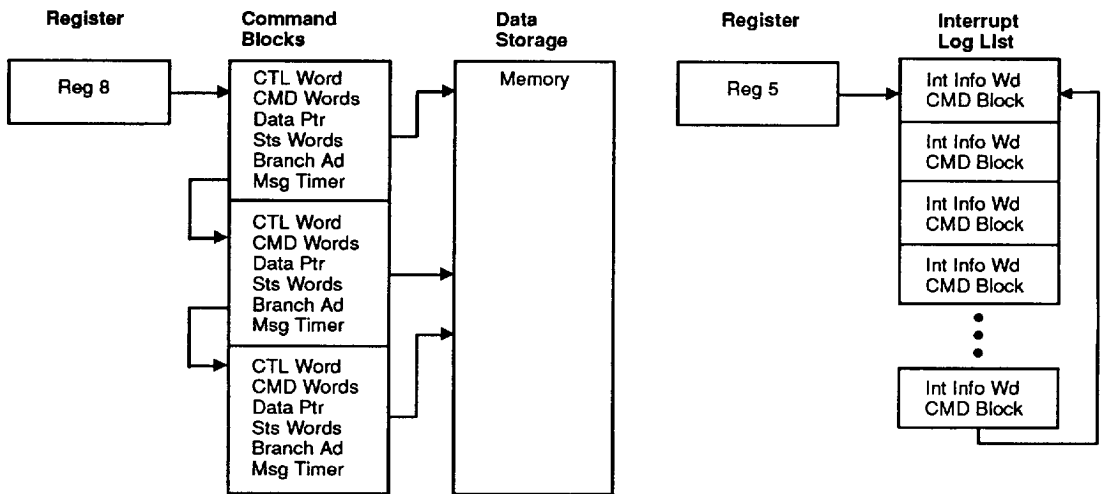 Register
Command
Blocks
Data
Storage
Register
Interrupt
Log List
Reg 8
CTL Word
CMD Words
Data Ptr
Sts Words
Branch Ad
Msg Timer
CTL Word
CMD Words
Data Ptr
Sts Words
Branch Ad
Msg Timer
CTL Word
CMD Words
Data Ptr
Sts Words
Branch Ad
Msg Timer
Memory
Reg 5
Int Info Wd
CMD Block
Int Info Wd
CMD Block
Int Info Wd
CMD Block
Int Info Wd
CMD Block
Int Info Wd
CMD Block